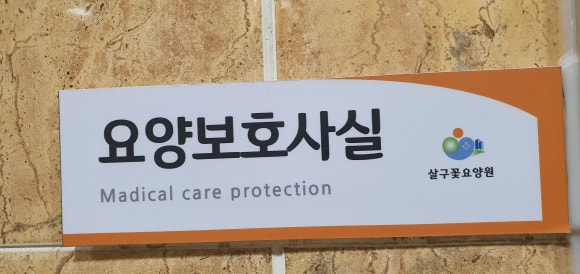 요양보호사실
Madical care protection
살구꽃요양원